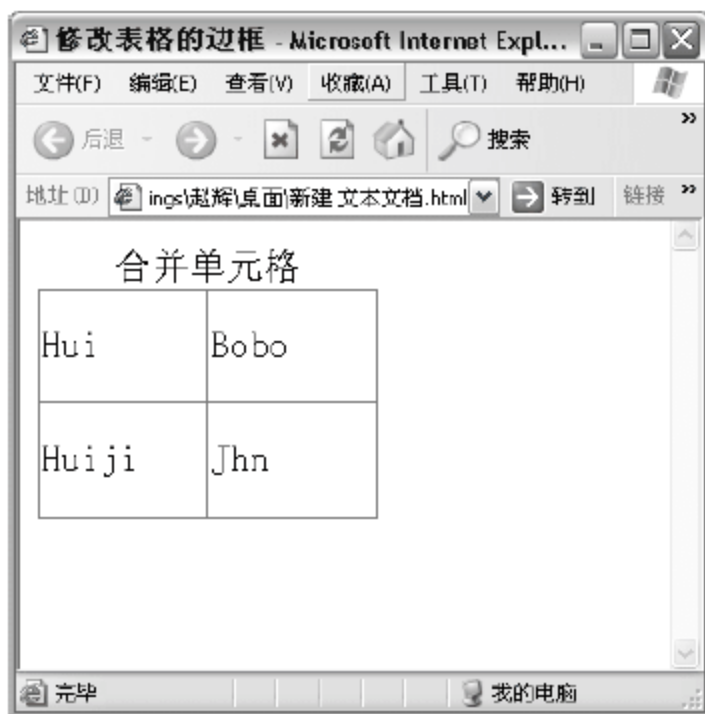 修改表格的边框 - Microsoft Internet Expl...
文件(F) 编辑(E) 查看(V) 收藏(A) 工具(T) 帮助(H)
后退 搜索 »
地址(D) ings\赵辉\桌面\新建 文本文档.html 转到 链接 »
合并单元格
Hui Bobo
Huiji Jhn
完毕 我的电脑